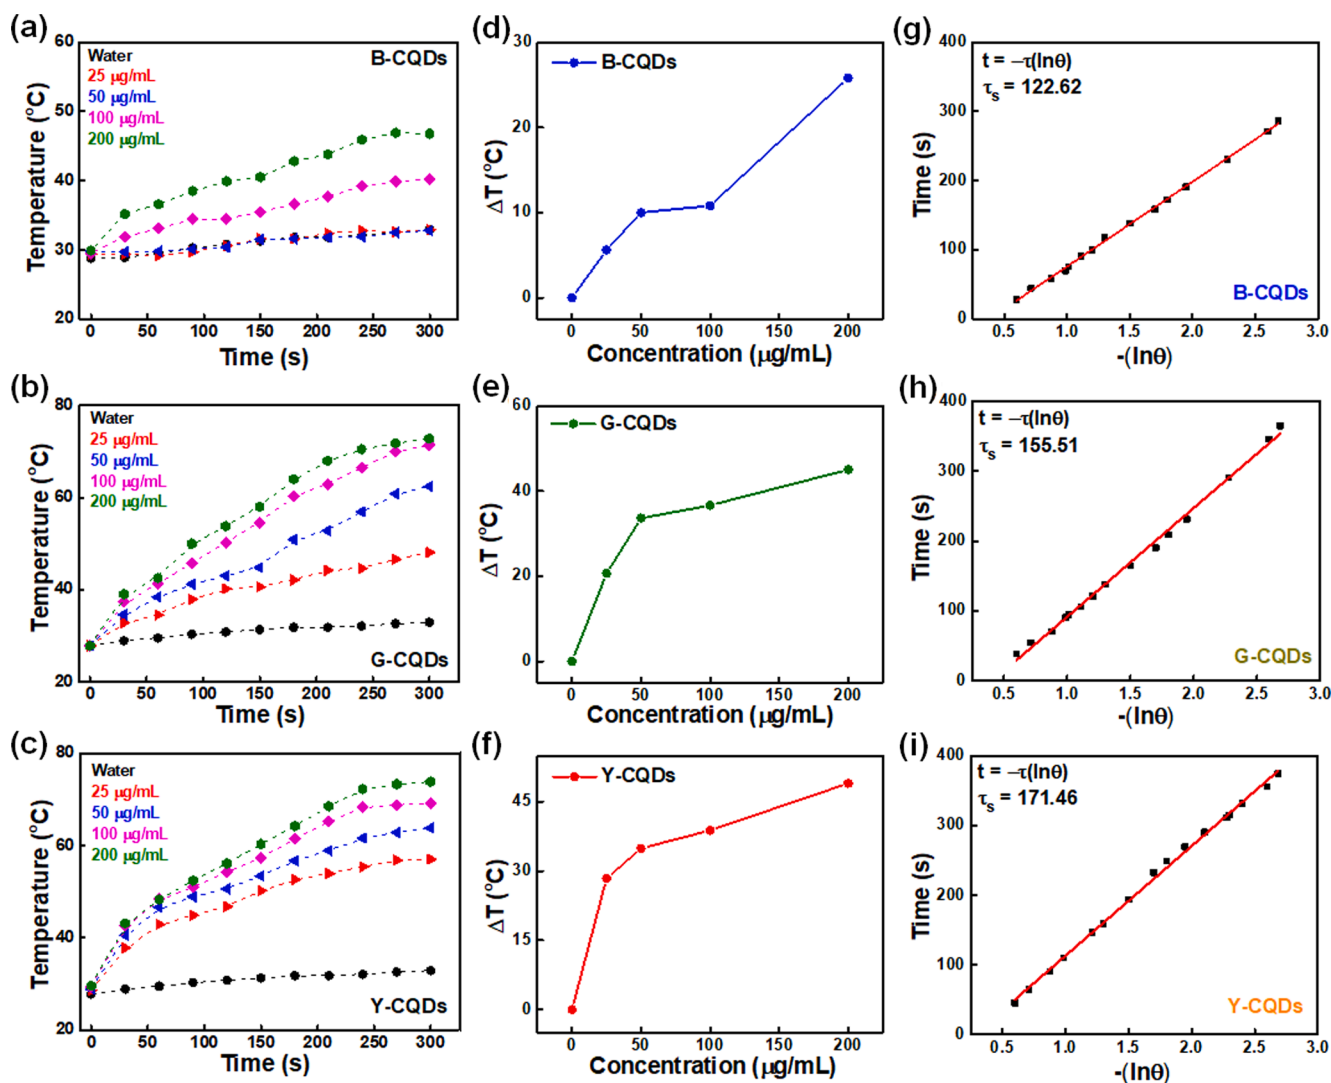 (a)
60
50
40
30
20
Temperature (°C)
Water
25 µg/mL
50 µg/mL
100 µg/mL
200 µg/mL
B-CQDs
0 50 100 150 200 250 300
Time (s)
(d)
30
20
10
0
ΔT (°C)
B-CQDs
0 50 100 150 200
Concentration (µg/mL)
(g)
400
300
200
100
0
Time (s)
t = –τ(lnθ)
τs = 122.62
B-CQDs
0.5 1.0 1.5 2.0 2.5 3.0
-(lnθ)
(b)
80
60
40
20
Temperature (°C)
Water
25 µg/mL
50 µg/mL
100 µg/mL
200 µg/mL
G-CQDs
0 50 100 150 200 250 300
Time (s)
(e)
60
40
20
0
ΔT (°C)
G-CQDs
0 50 100 150 200
Concentration (µg/mL)
(h)
400
300
200
100
0
Time (s)
t = –τ(lnθ)
τs = 155.51
G-CQDs
0.5 1.0 1.5 2.0 2.5 3.0
-(lnθ)
(c)
80
60
40
20
Temperature (°C)
Water
25 µg/mL
50 µg/mL
100 µg/mL
200 µg/mL
Y-CQDs
0 50 100 150 200 250 300
Time (s)
(f)
45
30
15
0
ΔT (°C)
Y-CQDs
0 50 100 150 200
Concentration (µg/mL)
(i)
400
300
200
100
0
Time (s)
t = –τ(lnθ)
τs = 171.46
Y-CQDs
0.5 1.0 1.5 2.0 2.5 3.0
-(lnθ)